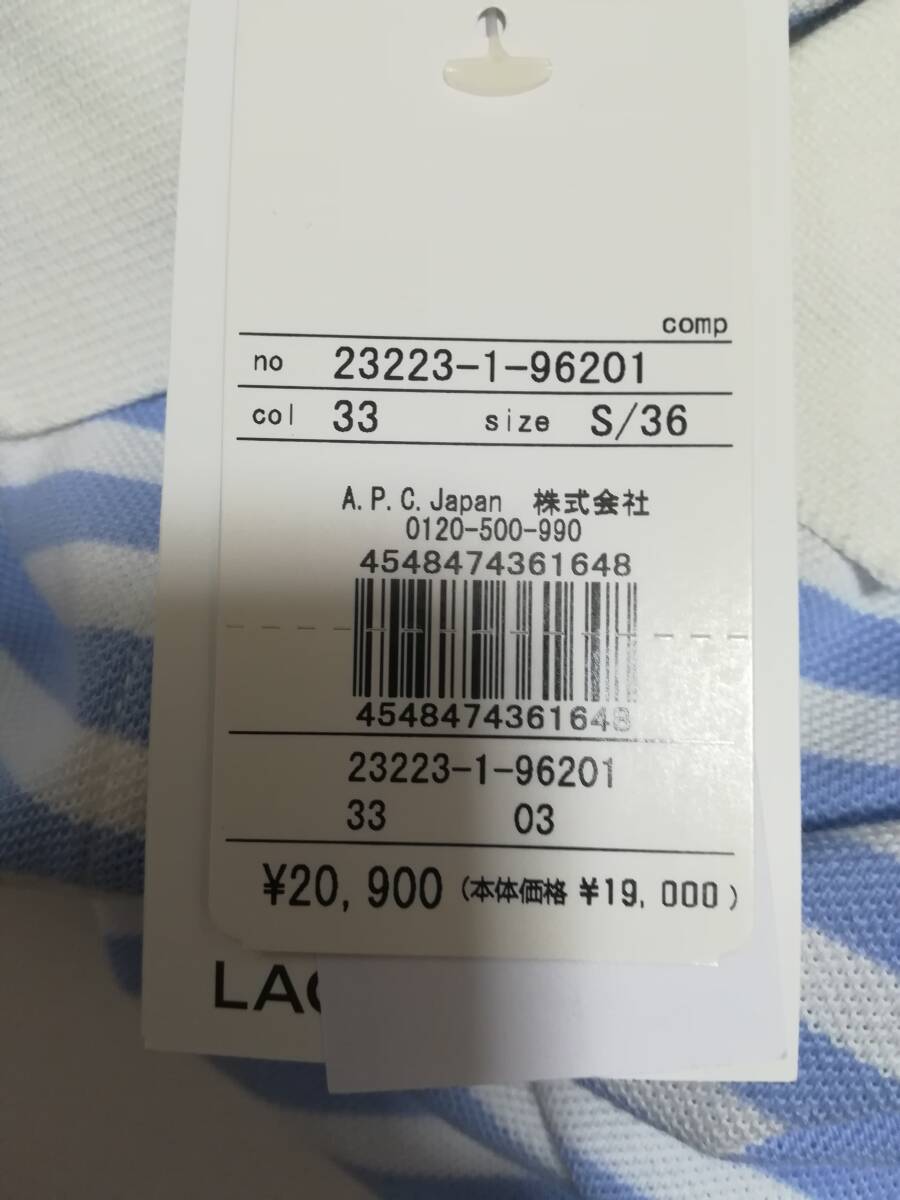 comp
no 23223-1-96201
col 33 size S/36
A.P.C.Japan 株式会社
0120-500-990
4548474361648
4548474361648
23223-1-96201
33 03
¥20,900 (本体価格 ¥19,000)